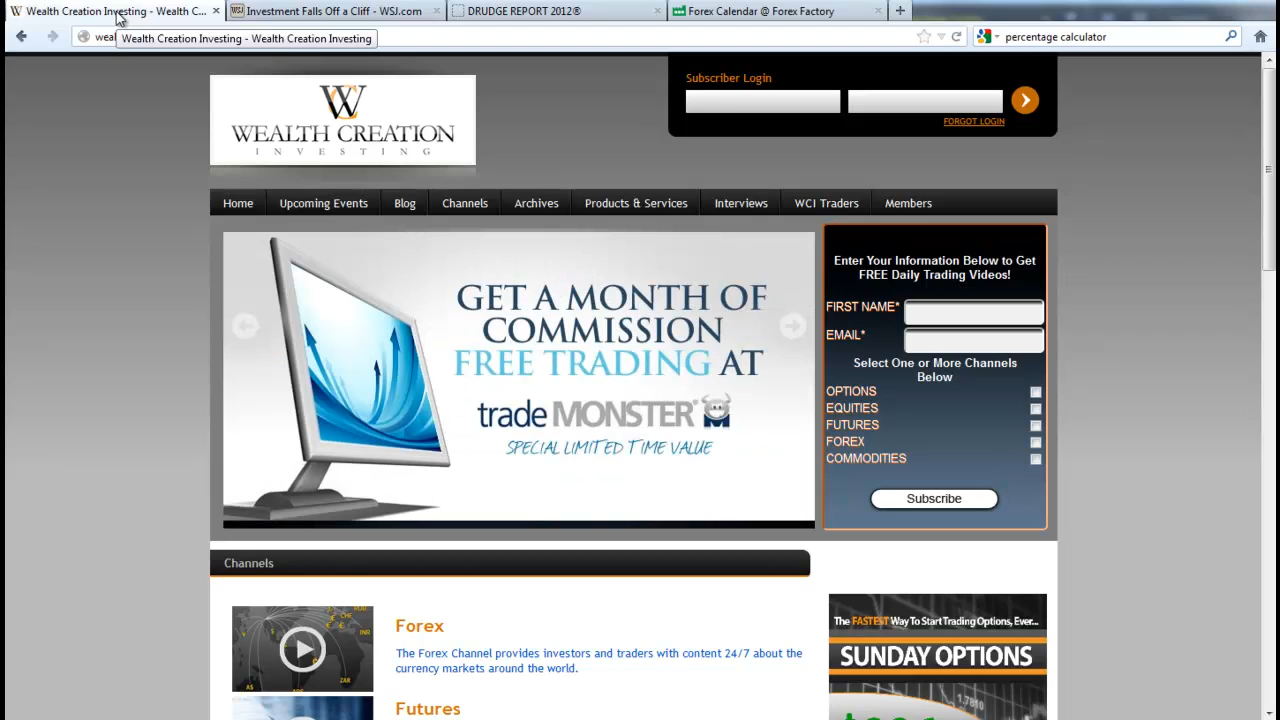 Wealth Creation Investing - Wealth C...
Investment Falls Off a Cliff - WSJ.com
DRUDGE REPORT 2012®
Forex Calendar @ Forex Factory
weal
Wealth Creation Investing - Wealth Creation Investing
percentage calculator
WC
WEALTH CREATION
INVESTING
Subscriber Login
FORGOT LOGIN
Home
Upcoming Events
Blog
Channels
Archives
Products & Services
Interviews
WCI Traders
Members
GET A MONTH OF
COMMISSION
FREE TRADING AT
trade MONSTER®
SPECIAL LIMITED TIME VALUE
Enter Your Information Below to Get
FREE Daily Trading Videos!
FIRST NAME*
EMAIL*
Select One or More Channels
Below
OPTIONS
EQUITIES
FUTURES
FOREX
COMMODITIES
Subscribe
Channels
Forex
The Forex Channel provides investors and traders with content 24/7 about the
currency markets around the world.
Futures
The FASTEST Way To Start Trading Options, Ever...
SUNDAY OPTIONS